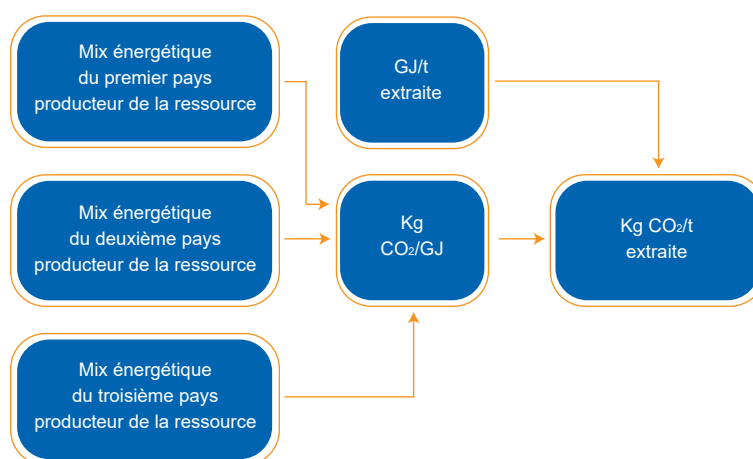 Mix énergétique
du premier pays
producteur de la ressource
GJ/t
extraite
Mix énergétique
du deuxième pays
producteur de la ressource
Kg
CO₂/GJ
Kg CO₂/t
extraite
Mix énergétique
du troisième pays
producteur de la ressource